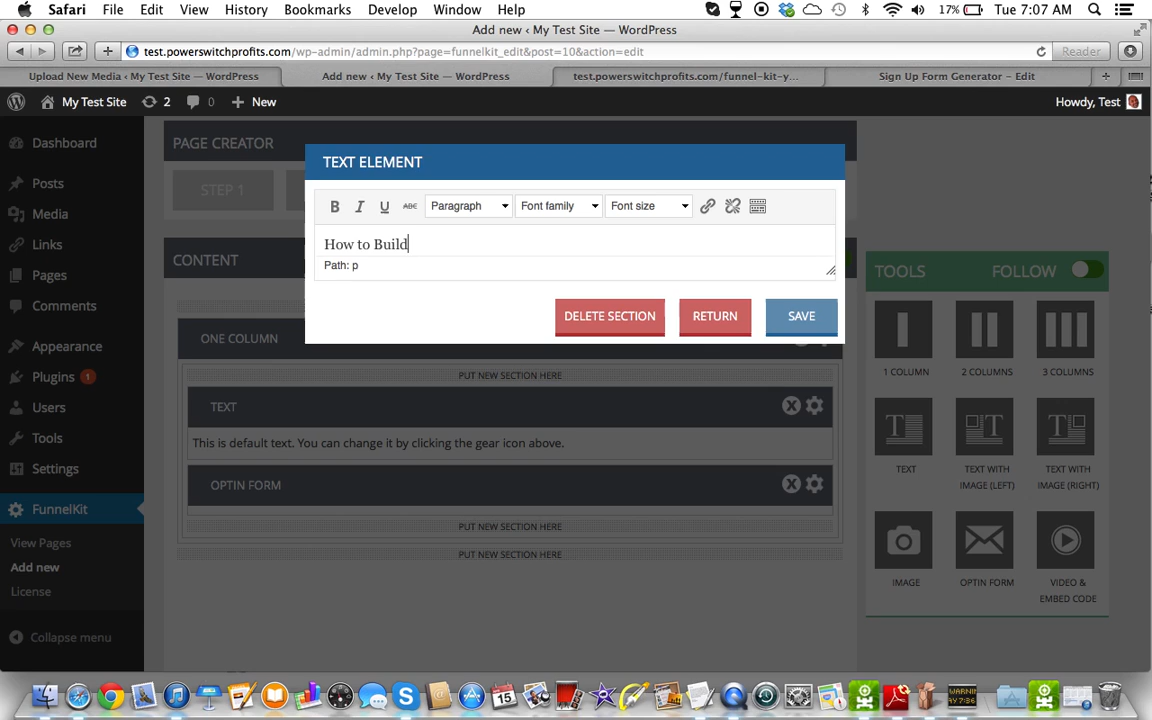 Safari File Edit View History Bookmarks Develop Window Help 17% Tue 7:07 AM
Add new ‹ My Test Site — WordPress
test.powerswitchprofits.com/wp-admin/admin.php?page=funnelkit_edit&post=10&action=edit Reader
Upload New Media ‹ My Test Site — WordPress Add new ‹ My Test Site — WordPress test.powerswitchprofits.com/funnel-kit-y... Sign Up Form Generator – Edit
My Test Site 2 0 New Howdy, Test
Dashboard
Posts
Media
Links
Pages
Comments
Appearance
Plugins 1
Users
Tools
Settings
FunnelKit
View Pages
Add new
License
Collapse menu
PAGE CREATOR
STEP 1
CONTENT
TEXT ELEMENT
B I U ABC Paragraph Font family Font size
How to Build
Path: p
DELETE SECTION RETURN SAVE
ONE COLUMN
PUT NEW SECTION HERE
TEXT
This is default text. You can change it by clicking the gear icon above.
OPTIN FORM
PUT NEW SECTION HERE
PUT NEW SECTION HERE
TOOLS FOLLOW
1 COLUMN 2 COLUMNS 3 COLUMNS
TEXT TEXT WITH IMAGE (LEFT) TEXT WITH IMAGE (RIGHT)
IMAGE OPTIN FORM VIDEO & EMBED CODE